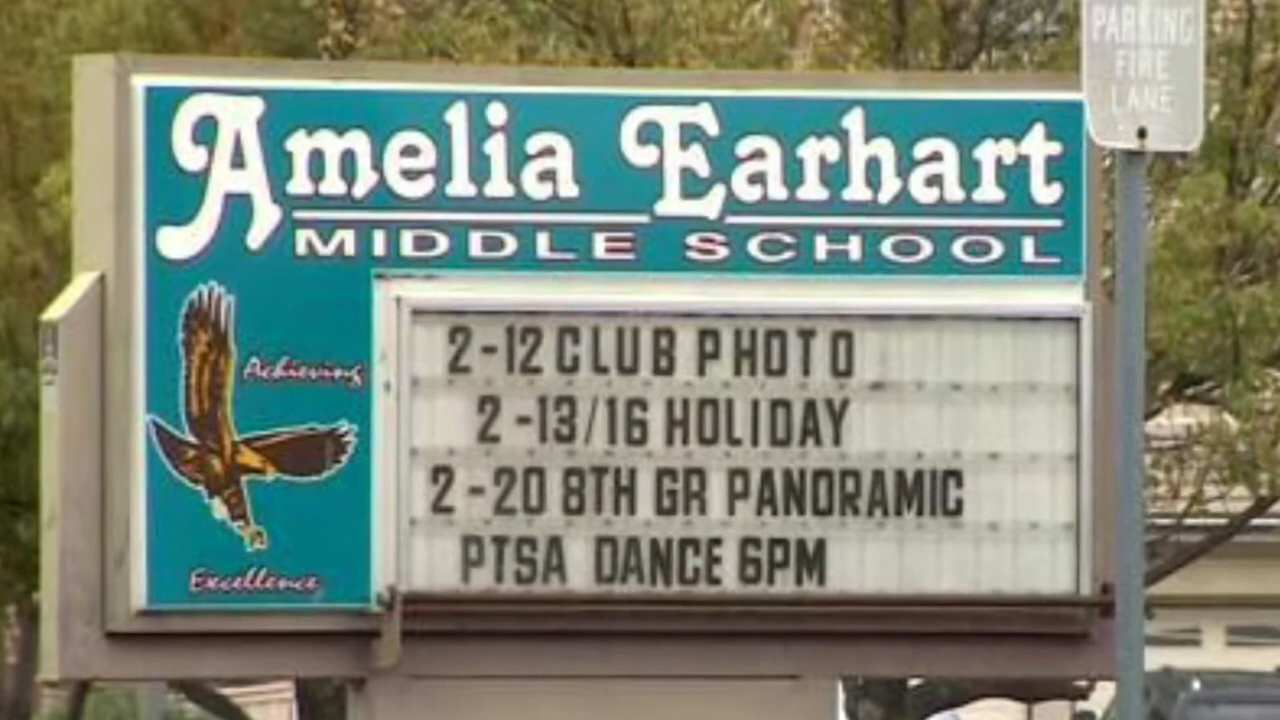 PARKING
FIRE
LANE
Amelia Earhart
MIDDLE SCHOOL
Achieving
Excellence
2-12 CLUB PHOTO
2-13/16 HOLIDAY
2-20 8TH GR PANORAMIC
PTSA DANCE 6PM